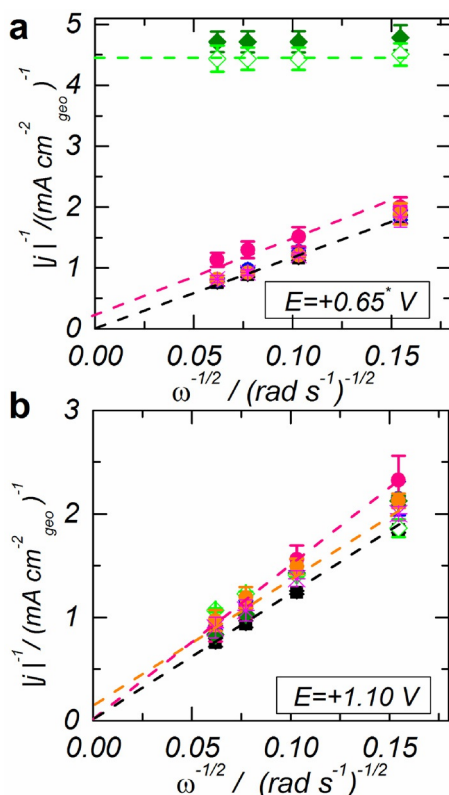 a
5
4
3
2
1
0
|j|⁻¹/(mA cm⁻²geo)⁻¹
E=+0.65* V
0.00 0.05 0.10 0.15
ω⁻¹/² / (rad s⁻¹)⁻¹/²
b
3
2
1
0
|j|⁻¹/(mA cm⁻²geo)⁻¹
E=+1.10 V
0.00 0.05 0.10 0.15
ω⁻¹/² / (rad s⁻¹)⁻¹/²